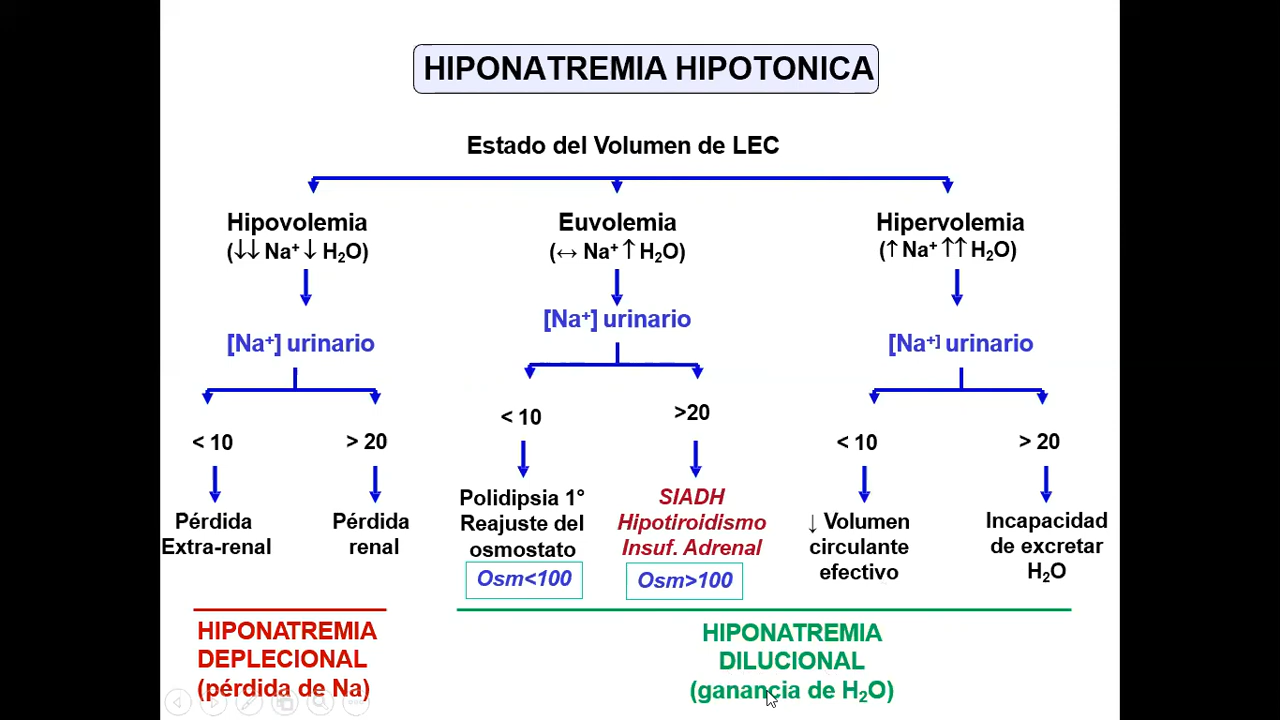 HIPONATREMIA HIPOTONICA
Estado del Volumen de LEC
Hipovolemia
(↓↓ Na⁺ ↓ H₂O)
[Na⁺] urinario
< 10
> 20
Pérdida
Extra-renal
Pérdida
renal
HIPONATREMIA
DEPLECIONAL
(pérdida de Na)
Euvolemia
(↔ Na⁺ ↑ H₂O)
[Na⁺] urinario
< 10
>20
Polidipsia 1°
Reajuste del
osmostato
Osm<100
SIADH
Hipotiroidismo
Insuf. Adrenal
Osm>100
Hipervolemia
(↑ Na⁺ ↑↑ H₂O)
[Na⁺] urinario
< 10
> 20
↓ Volumen
circulante
efectivo
Incapacidad
de excretar
H₂O
HIPONATREMIA
DILUCIONAL
(ganancia de H₂O)